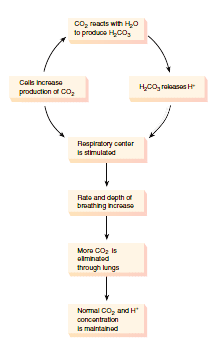 CO₂ reacts with H₂O
to produce H₂CO₃
Cells increase
production of CO₂
H₂CO₃ releases H⁺
Respiratory center
is stimulated
Rate and depth of
breathing increase
More CO₂ is
eliminated
through lungs
Normal CO₂ and H⁺
concentration
is maintained